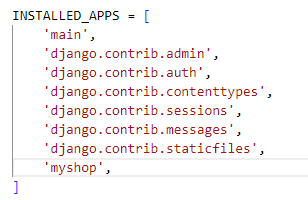 INSTALLED_APPS = [
    'main',
    'django.contrib.admin',
    'django.contrib.auth',
    'django.contrib.contenttypes',
    'django.contrib.sessions',
    'django.contrib.messages',
    'django.contrib.staticfiles',
    'myshop',
]